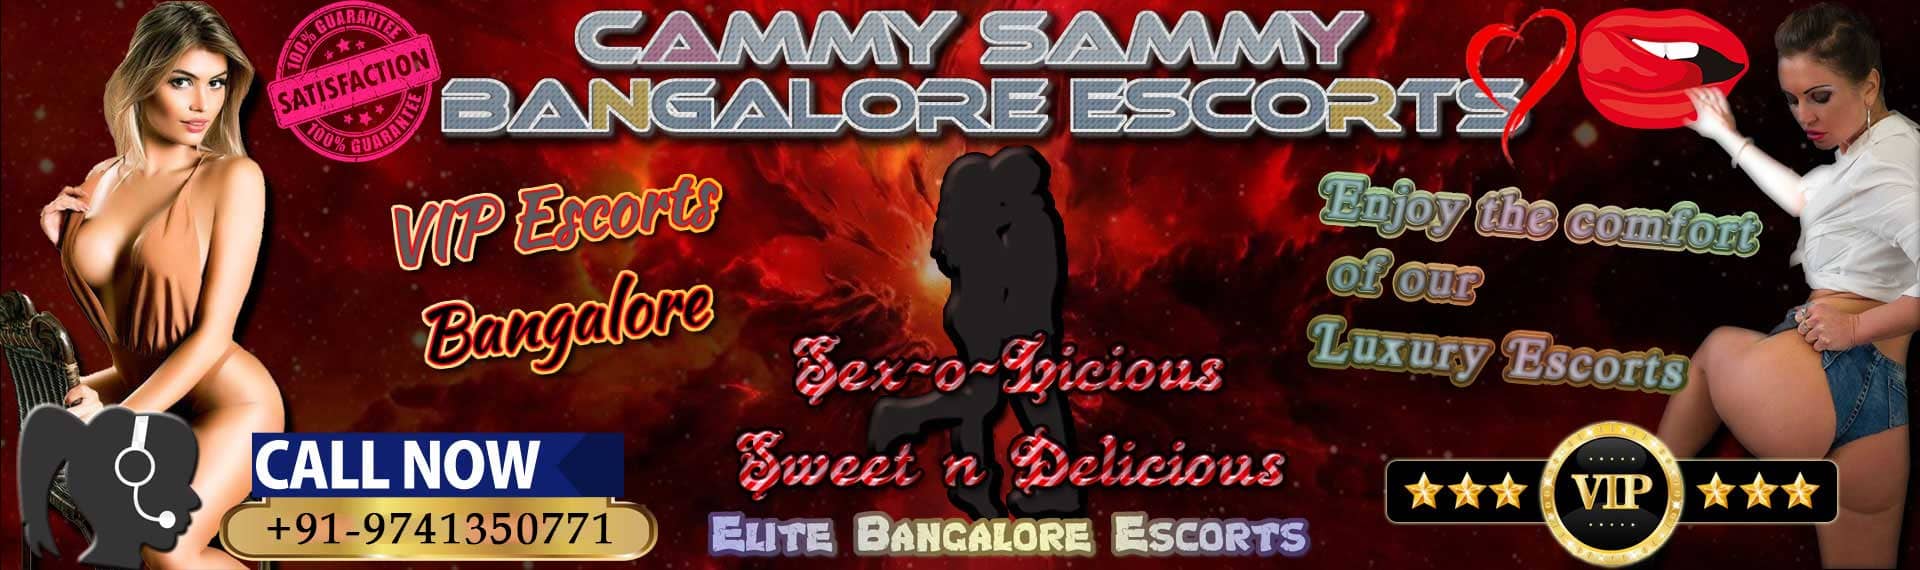 CAMMY SAMMY
BANGALORE ESCORTS
100% GUARANTEE
SATISFACTION
100% GUARANTEE
VIP Escorts
Bangalore
Enjoy the comfort
of our
Luxury Escorts
Sex~o~Licious
Sweet n Delicious
CALL NOW
+91-9741350771
ELITE BANGALORE ESCORTS
VIP